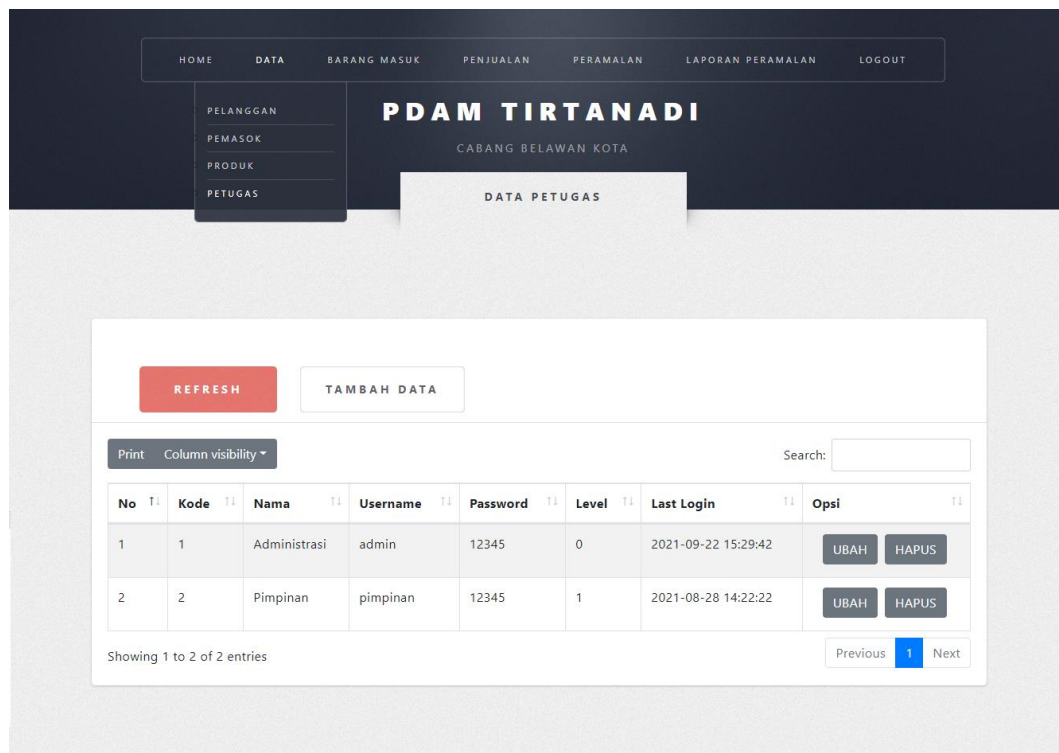 HOME DATA BARANG MASUK PENJUALAN PERAMALAN LAPORAN PERAMALAN LOGOUT
PELANGGAN
PEMASOK
PRODUK
PETUGAS
PDAM TIRTANADI
CABANG BELAWAN KOTA
DATA PETUGAS
REFRESH TAMBAH DATA
Print Column visibility Search:
No Kode Nama Username Password Level Last Login Opsi
1 1 Administrasi admin 12345 0 2021-09-22 15:29:42 UBAH HAPUS
2 2 Pimpinan pimpinan 12345 1 2021-08-28 14:22:22 UBAH HAPUS
Showing 1 to 2 of 2 entries Previous 1 Next